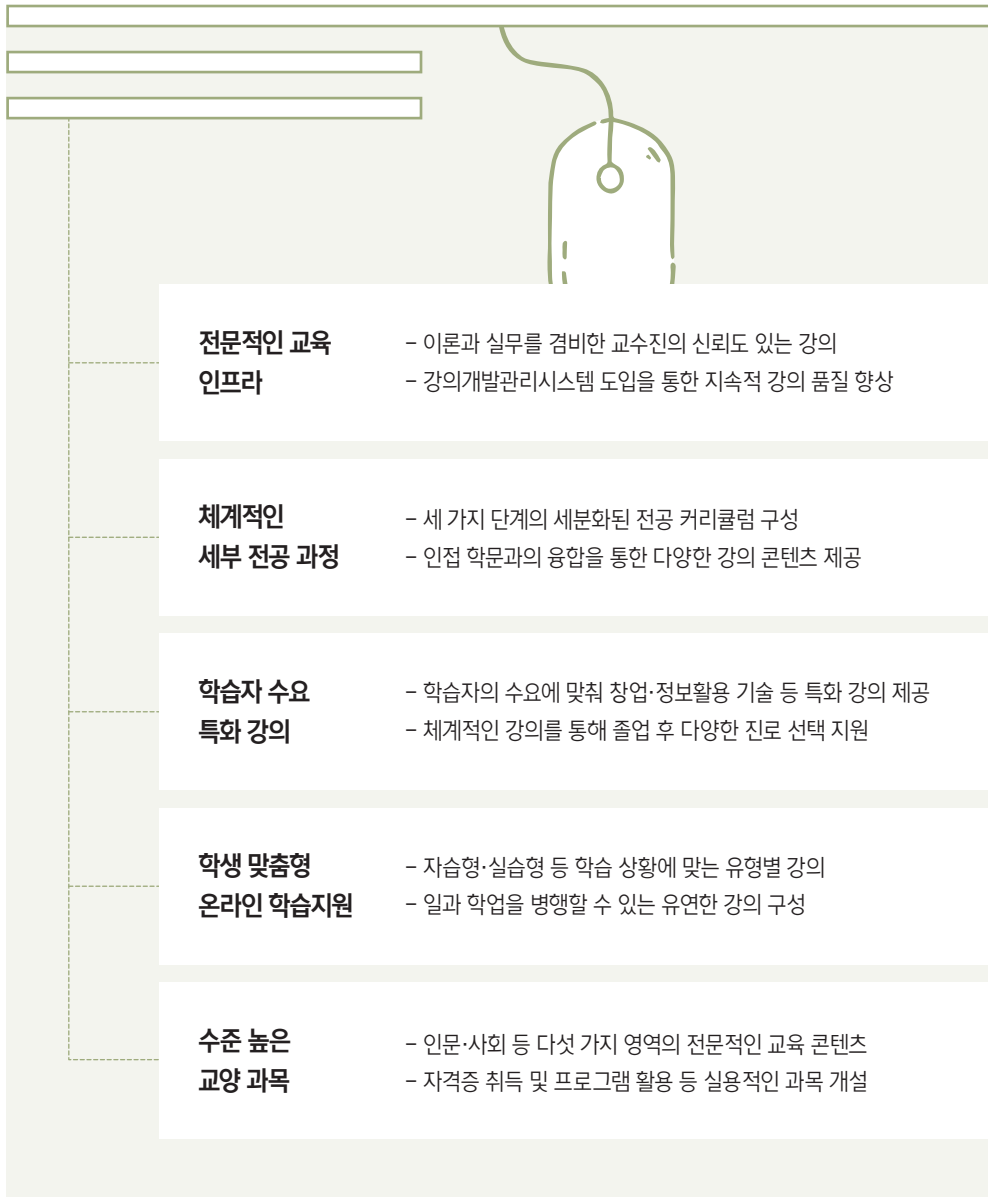 전문적인 교육
인프라
– 이론과 실무를 겸비한 교수진의 신뢰도 있는 강의
– 강의개발관리시스템 도입을 통한 지속적 강의 품질 향상
체계적인
세부 전공 과정
– 세 가지 단계의 세분화된 전공 커리큘럼 구성
– 인접 학문과의 융합을 통한 다양한 강의 콘텐츠 제공
학습자 수요
특화 강의
– 학습자의 수요에 맞춰 창업·정보활용 기술 등 특화 강의 제공
– 체계적인 강의를 통해 졸업 후 다양한 진로 선택 지원
학생 맞춤형
온라인 학습지원
– 자습형·실습형 등 학습 상황에 맞는 유형별 강의
– 일과 학업을 병행할 수 있는 유연한 강의 구성
수준 높은
교양 과목
– 인문·사회 등 다섯 가지 영역의 전문적인 교육 콘텐츠
– 자격증 취득 및 프로그램 활용 등 실용적인 과목 개설